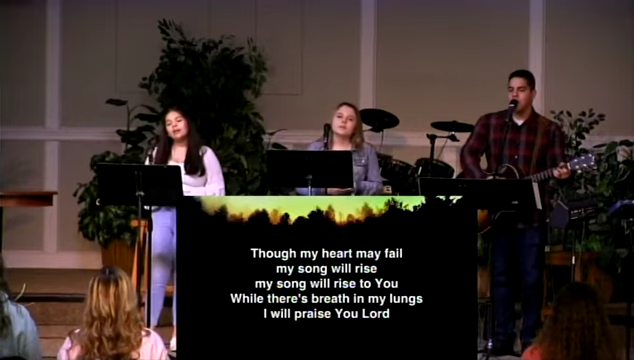 Though my heart may fail
my song will rise
my song will rise to You
While there's breath in my lungs
I will praise You Lord